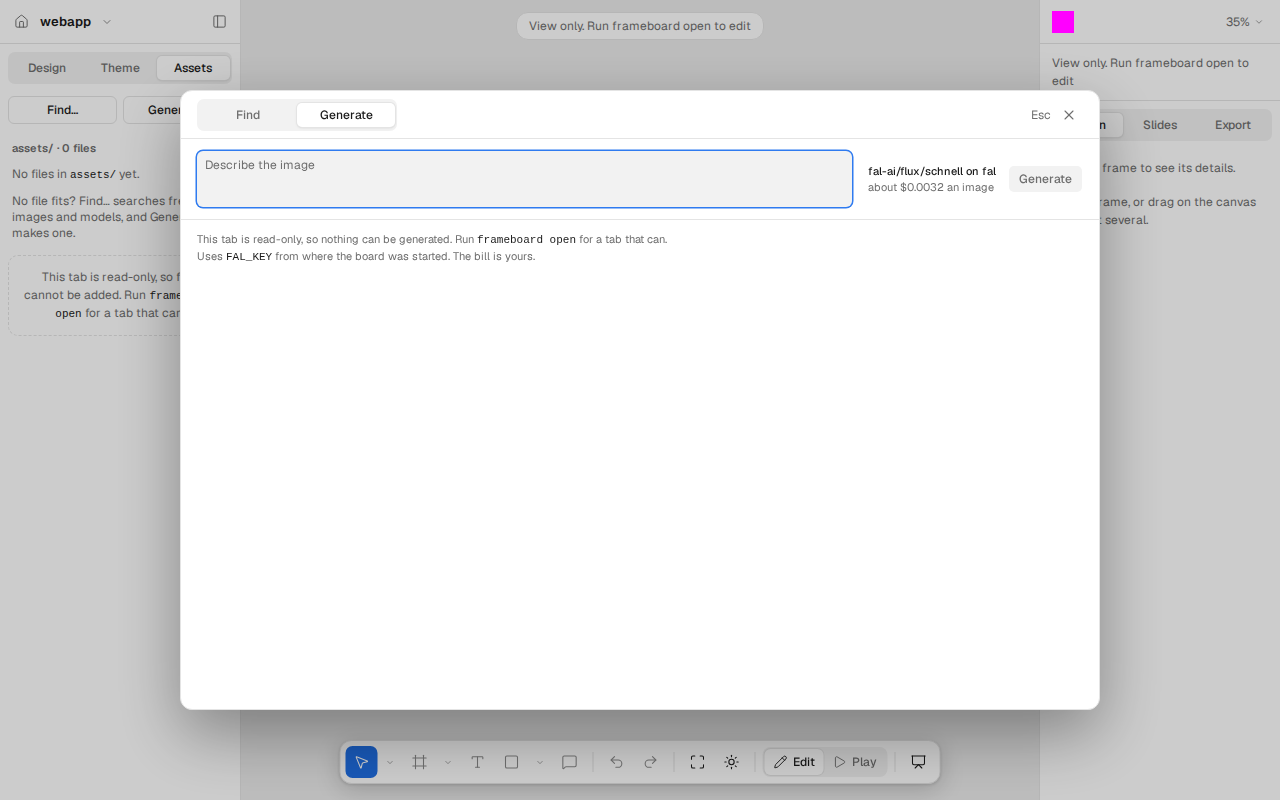 webapp
View only. Run frameboard open to edit
35%
Design Theme Assets
View only. Run frameboard open to
edit
Find...
Find Generate Esc
Slides Export
assets/ · 0 files
Describe the image
fal-ai/flux/schnell on fal
about $0.0032 an image
Generate
No files in assets/ yet.
frame to see its details.
No file fits? Find... searches
images and models, and
makes one.
or drag on the canvas
several.
This tab is read-only, so nothing can be generated. Run frameboard open for a tab that can.
Uses FAL_KEY from where the board was started. The bill is yours.
This tab is read-only, so
cannot be added. Run
open for a tab that
Edit Play